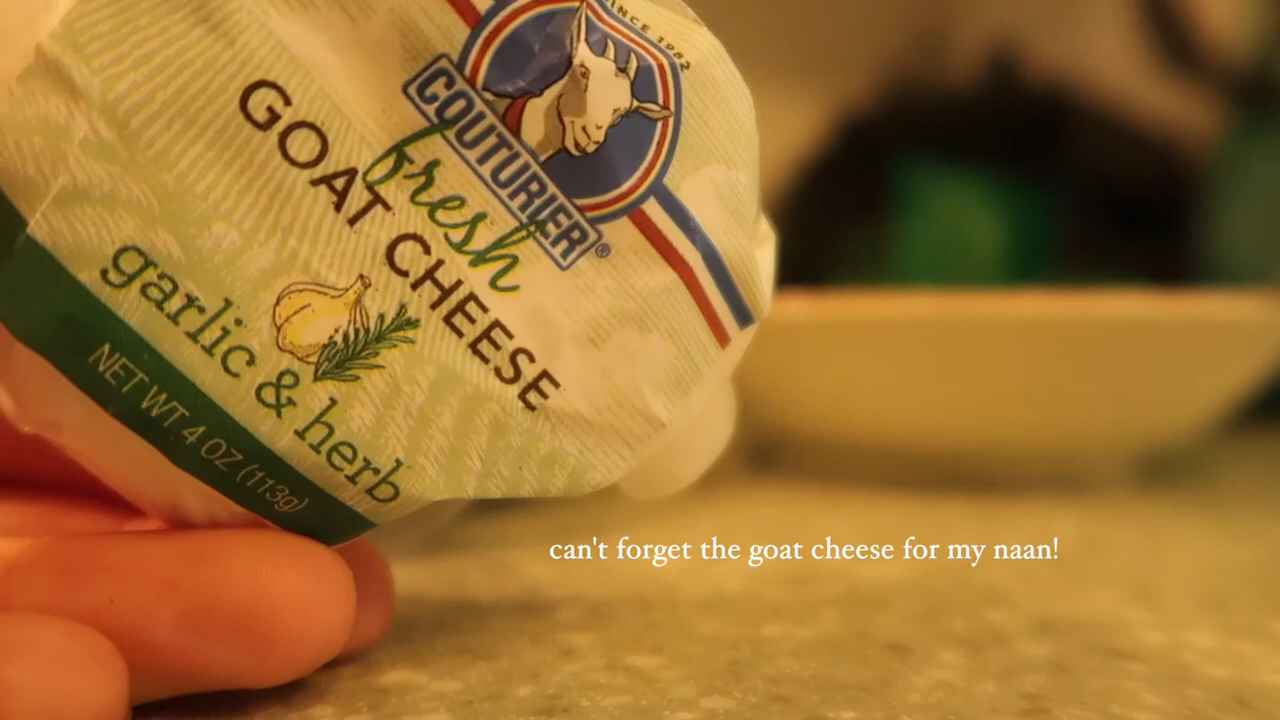 SINCE 1982
COUTURIER®
fresh
GOAT CHEESE
garlic & herb
NET WT. 4 OZ (113g)
can't forget the goat cheese for my naan!